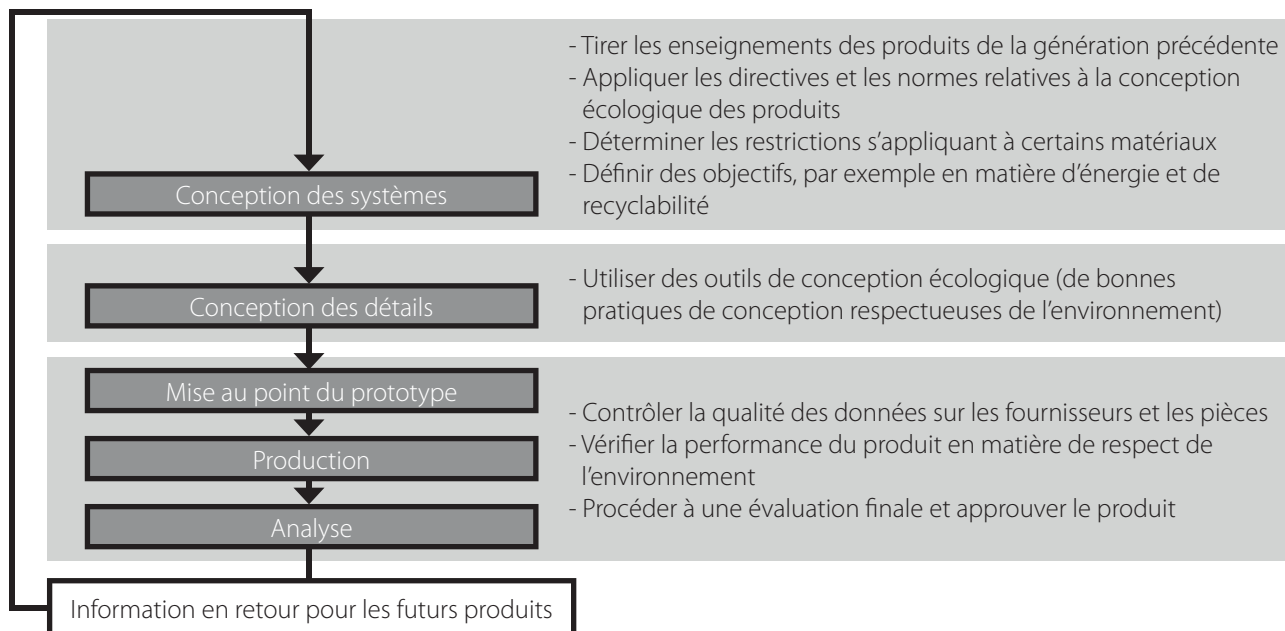 - Tirer les enseignements des produits de la génération précédente
- Appliquer les directives et les normes relatives à la conception
écologique des produits
- Déterminer les restrictions s’appliquant à certains matériaux
- Définir des objectifs, par exemple en matière d’énergie et de
recyclabilité
Conception des systèmes
- Utiliser des outils de conception écologique (de bonnes
pratiques de conception respectueuses de l’environnement)
Conception des détails
Mise au point du prototype
Production
Analyse
- Contrôler la qualité des données sur les fournisseurs et les pièces
- Vérifier la performance du produit en matière de respect de
l’environnement
- Procéder à une évaluation finale et approuver le produit
Information en retour pour les futurs produits